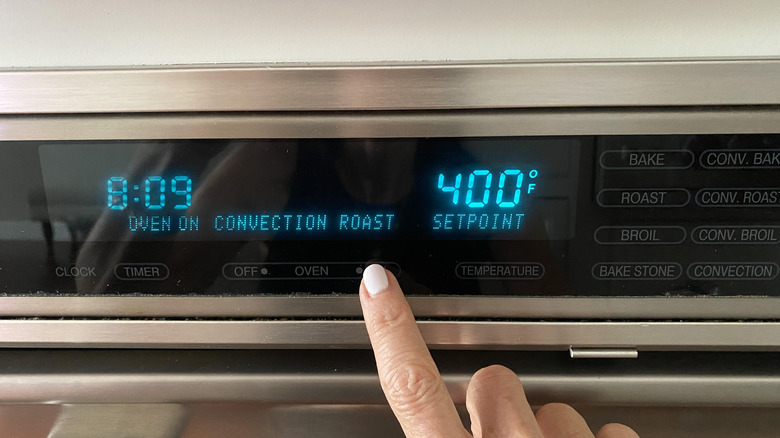 8:09 400°F
OVEN ON CONVECTION ROAST SETPOINT
BAKE CONV. BAK
ROAST CONV. ROAS
BROIL CONV. BROIL
CLOCK TIMER OFF OVEN TEMPERATURE BAKE STONE CONVECTION